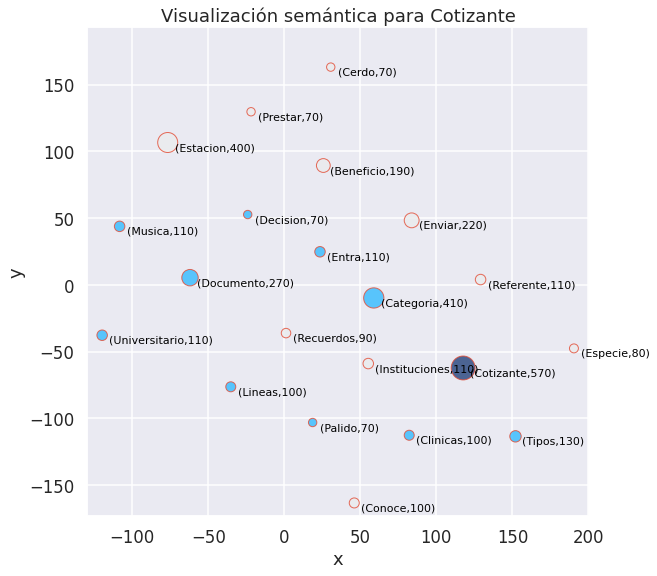 Visualización semántica para Cotizante
y
150
100
50
0
−50
−100
−150
(Cerdo,70)
(Prestar,70)
(Estacion,400)
(Beneficio,190)
(Decision,70)
(Enviar,220)
(Musica,110)
(Entra,110)
(Documento,270)
(Referente,110)
(Categoria,410)
(Recuerdos,90)
(Universitario,110)
(Especie,80)
(Instituciones,110)
(Cotizante,570)
(Lineas,100)
(Palido,70)
(Clinicas,100)
(Tipos,130)
(Conoce,100)
−100 −50 0 50 100 150 200
x